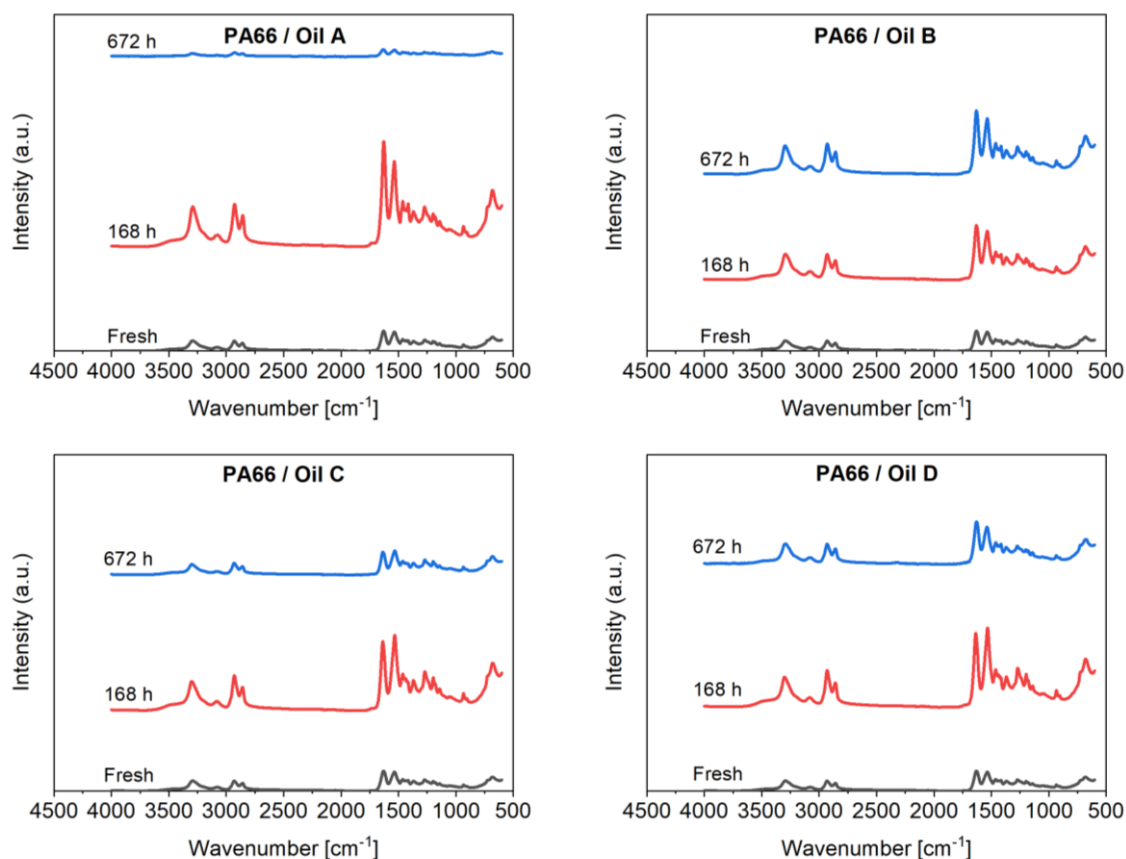 PA66 / Oil A
672 h
168 h
Fresh
Intensity (a.u.)
4500 4000 3500 3000 2500 2000 1500 1000 500
Wavenumber [cm⁻¹]
PA66 / Oil B
672 h
168 h
Fresh
Intensity (a.u.)
4500 4000 3500 3000 2500 2000 1500 1000 500
Wavenumber [cm⁻¹]
PA66 / Oil C
672 h
168 h
Fresh
Intensity (a.u.)
4500 4000 3500 3000 2500 2000 1500 1000 500
Wavenumber [cm⁻¹]
PA66 / Oil D
672 h
168 h
Fresh
Intensity (a.u.)
4500 4000 3500 3000 2500 2000 1500 1000 500
Wavenumber [cm⁻¹]